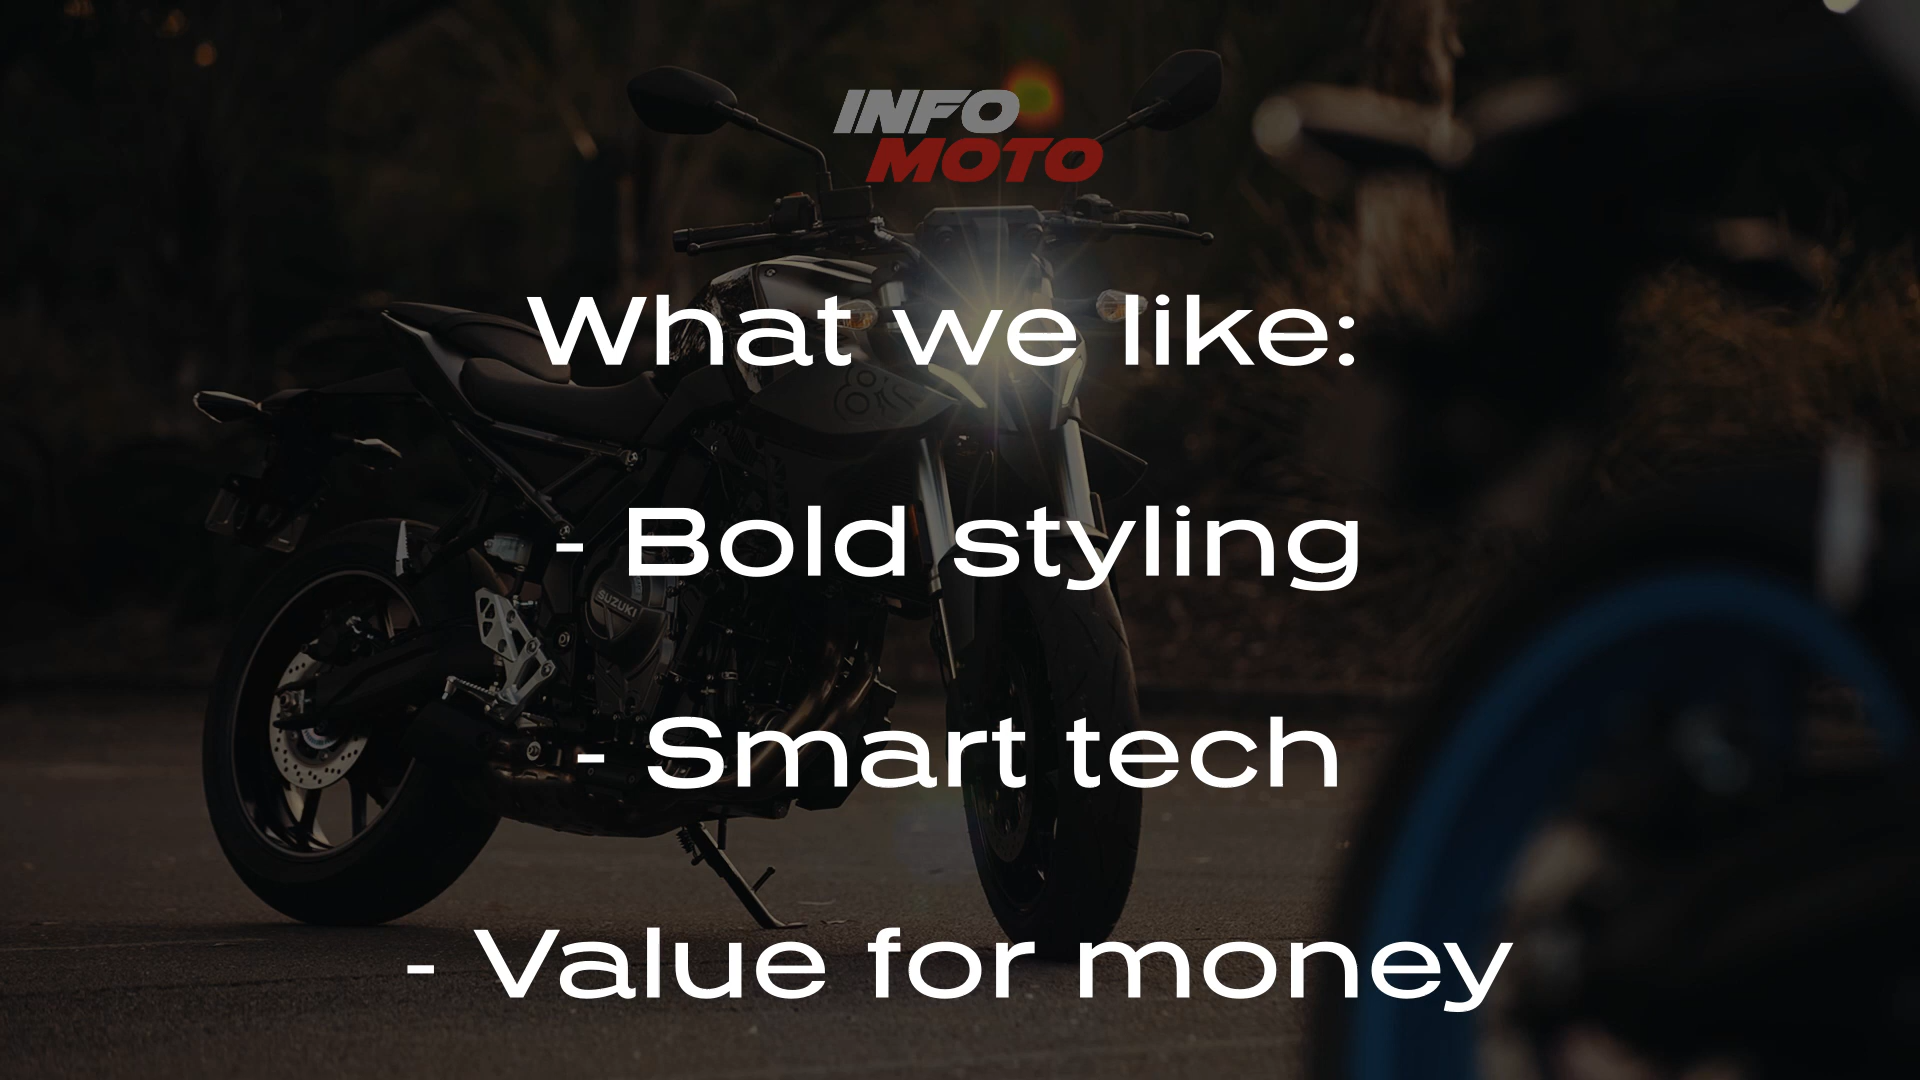 INFO
MOTO
What we like:
- Bold styling
- Smart tech
- Value for money
SUZUKI